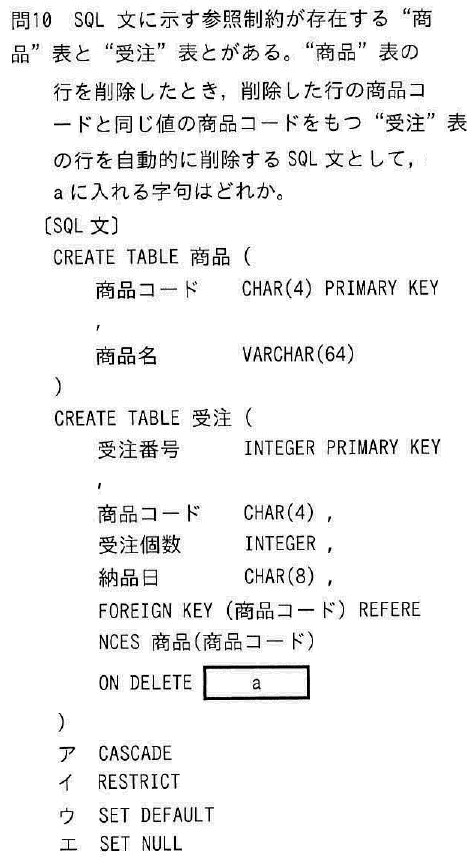 問10 SQL 文に示す参照制約が存在する“商
品”表と“受注”表とがある。“商品”表の
行を削除したとき，削除した行の商品コ
ードと同じ値の商品コードをもつ“受注”表
の行を自動的に削除する SQL 文として，
a に入れる字句はどれか。
〔SQL 文〕
CREATE TABLE 商品 (
商品コード CHAR(4) PRIMARY KEY
,
商品名 VARCHAR(64)
)
CREATE TABLE 受注 (
受注番号 INTEGER PRIMARY KEY
,
商品コード CHAR(4) ,
受注個数 INTEGER ,
納品日 CHAR(8) ,
FOREIGN KEY (商品コード) REFERE
NCES 商品(商品コード)
ON DELETE a
)
ア CASCADE
イ RESTRICT
ウ SET DEFAULT
エ SET NULL